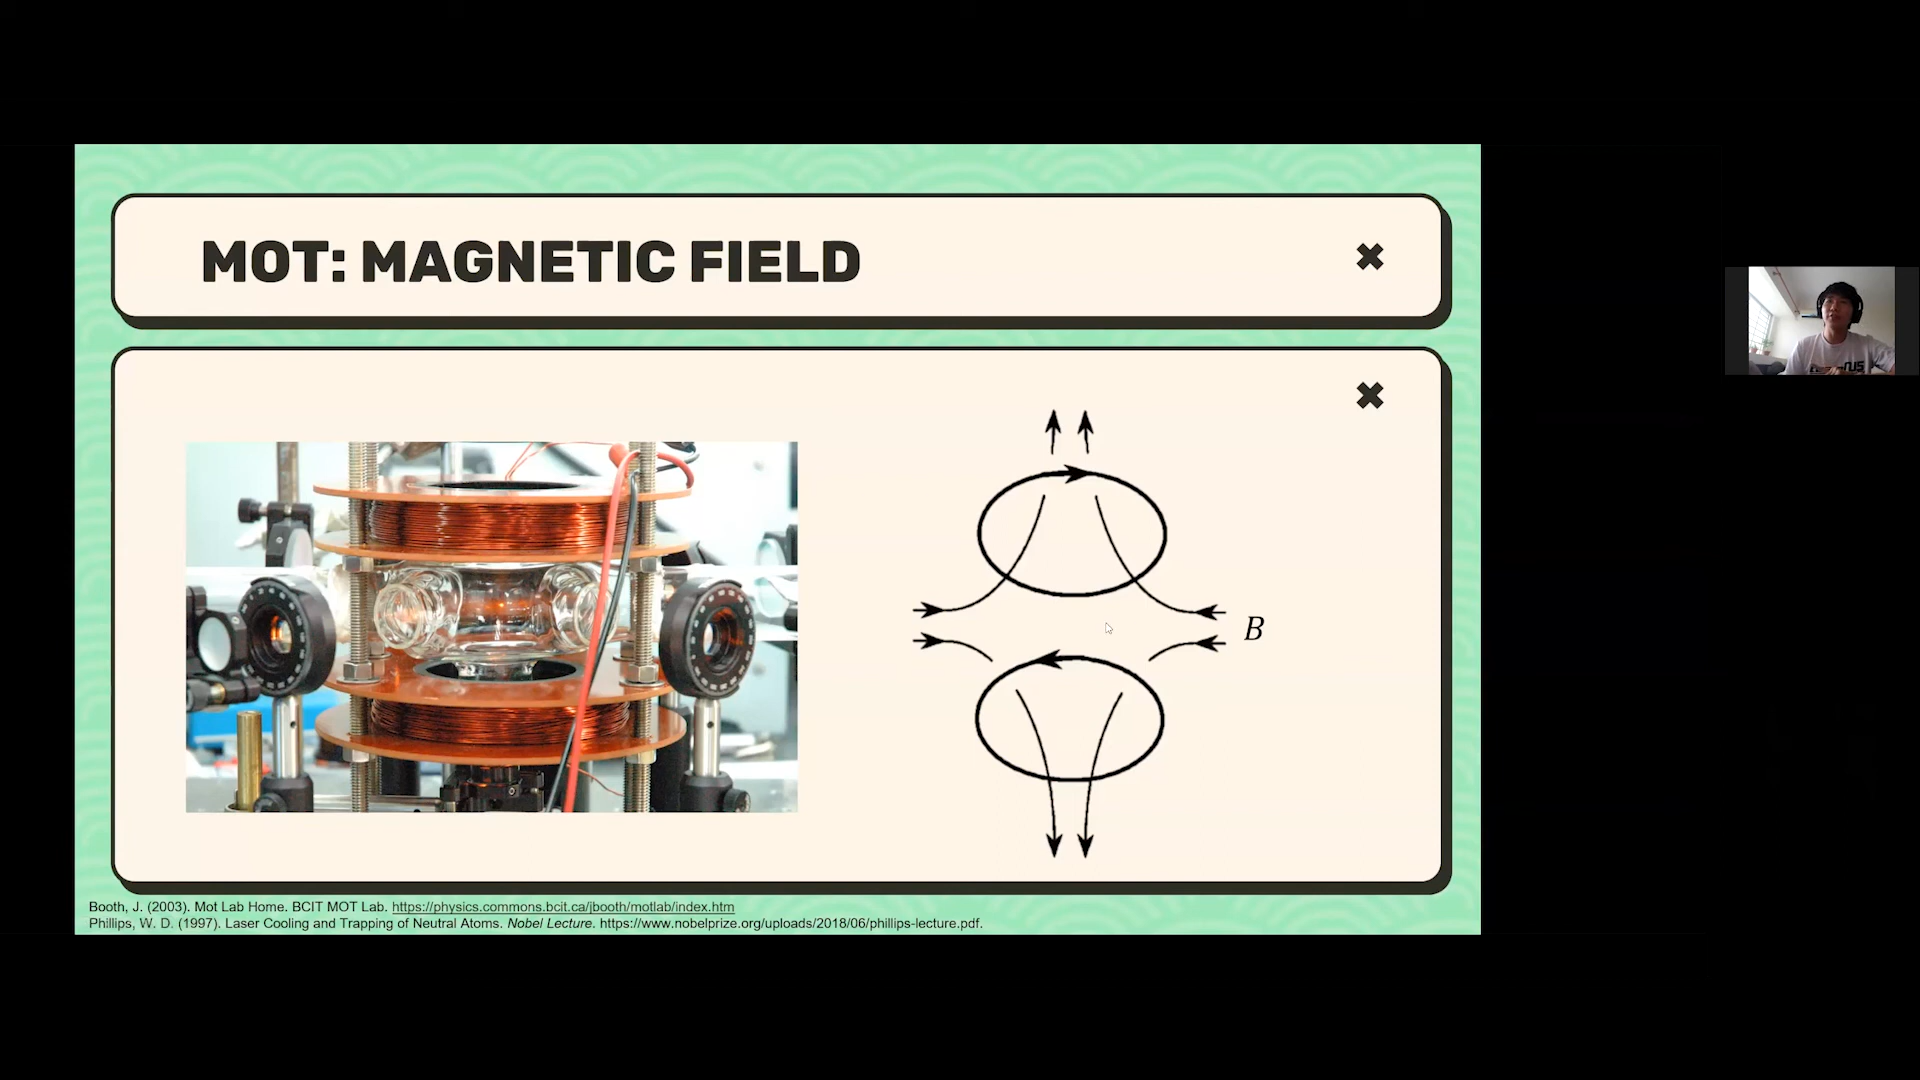 MOT: MAGNETIC FIELD
B
Booth, J. (2003). Mot Lab Home. BCIT MOT Lab. https://physics.commons.bcit.ca/jbooth/motlab/index.htm
Phillips, W. D. (1997). Laser Cooling and Trapping of Neutral Atoms. Nobel Lecture. https://www.nobelprize.org/uploads/2018/06/phillips-lecture.pdf.